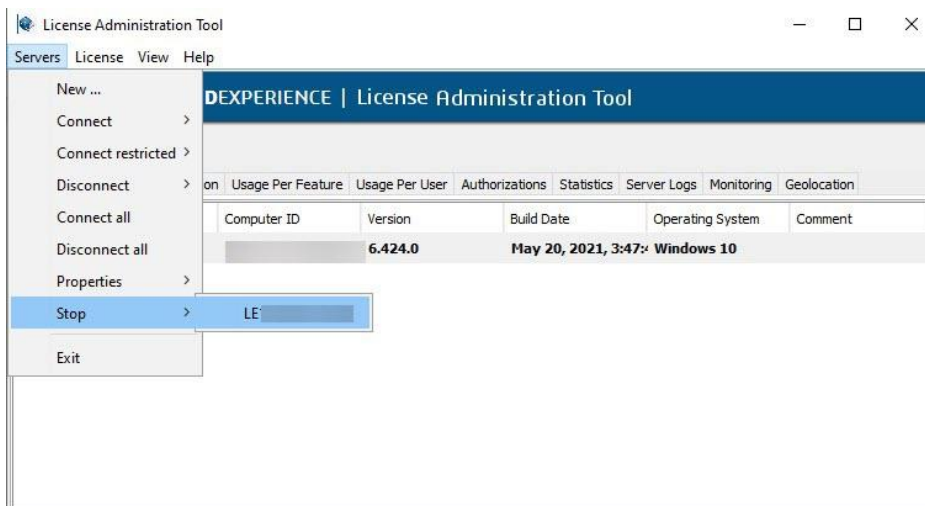 License Administration Tool
Servers License View Help
New ...
DEXPERIENCE | License Administration Tool
Connect
Connect restricted
Disconnect
on Usage Per Feature Usage Per User Authorizations Statistics Server Logs Monitoring Geolocation
Connect all
Computer ID Version Build Date Operating System Comment
Disconnect all
6.424.0 May 20, 2021, 3:47: Windows 10
Properties
Stop
LE
Exit